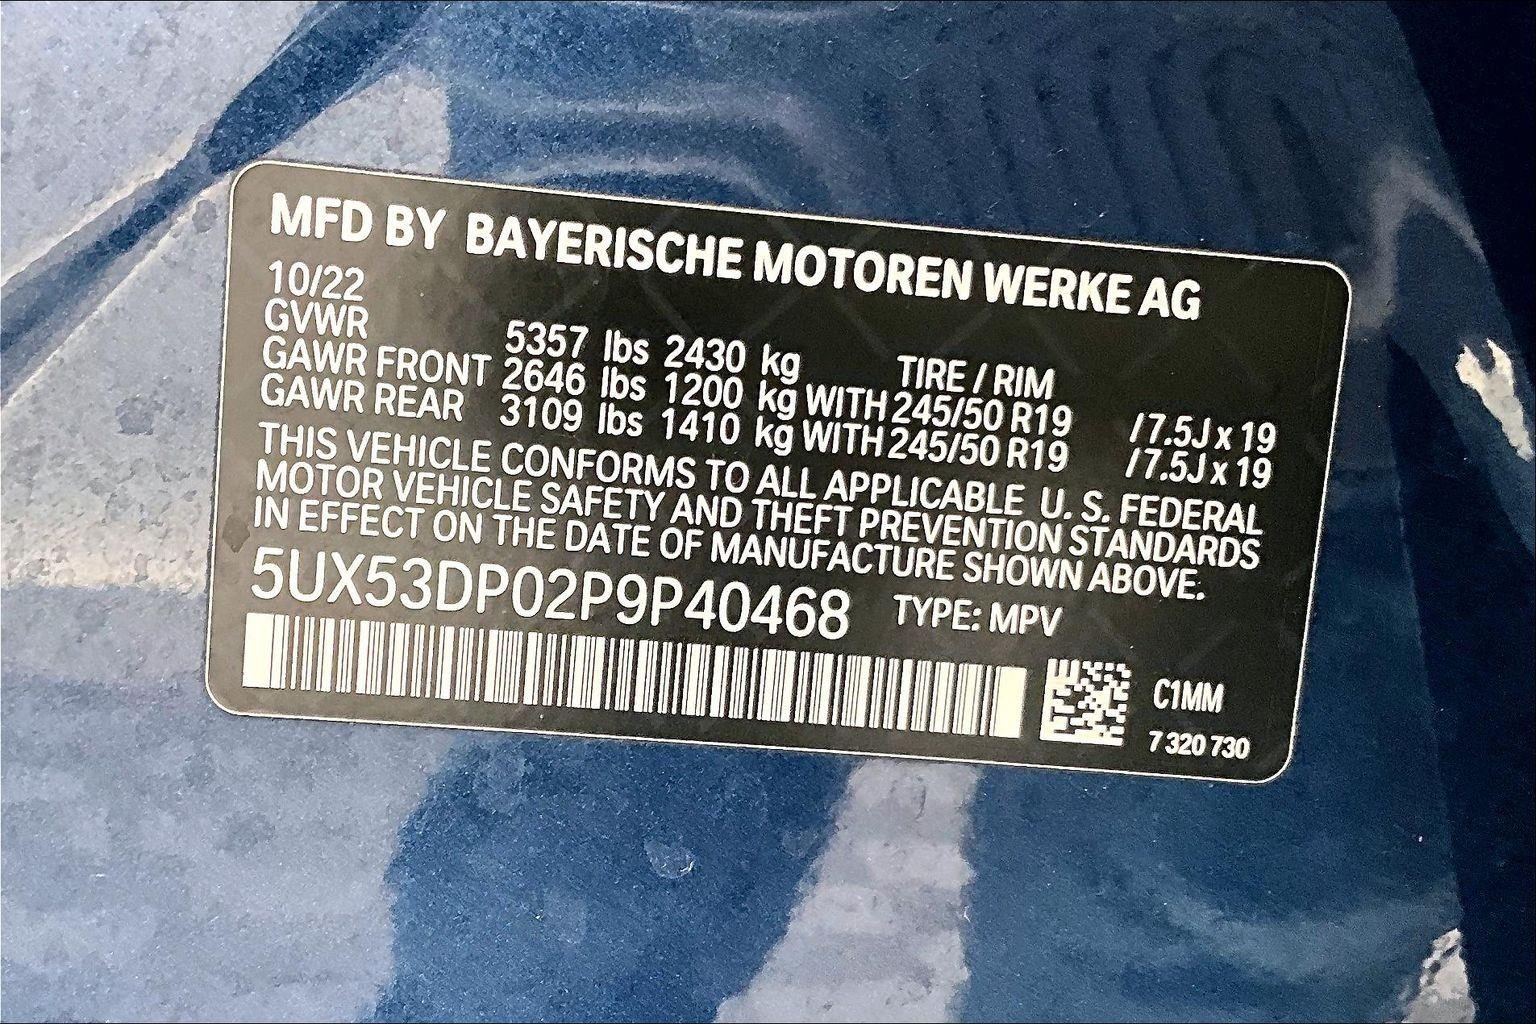 MFD BY BAYERISCHE MOTOREN WERKE AG
10/22
GVWR 5357 lbs 2430 kg TIRE / RIM
GAWR FRONT 2646 lbs 1200 kg WITH 245/50 R19 / 7.5J x 19
GAWR REAR 3109 lbs 1410 kg WITH 245/50 R19 / 7.5J x 19
THIS VEHICLE CONFORMS TO ALL APPLICABLE U. S. FEDERAL
MOTOR VEHICLE SAFETY AND THEFT PREVENTION STANDARDS
IN EFFECT ON THE DATE OF MANUFACTURE SHOWN ABOVE.
5UX53DP02P9P40468 TYPE: MPV
C1MM
7 320 730